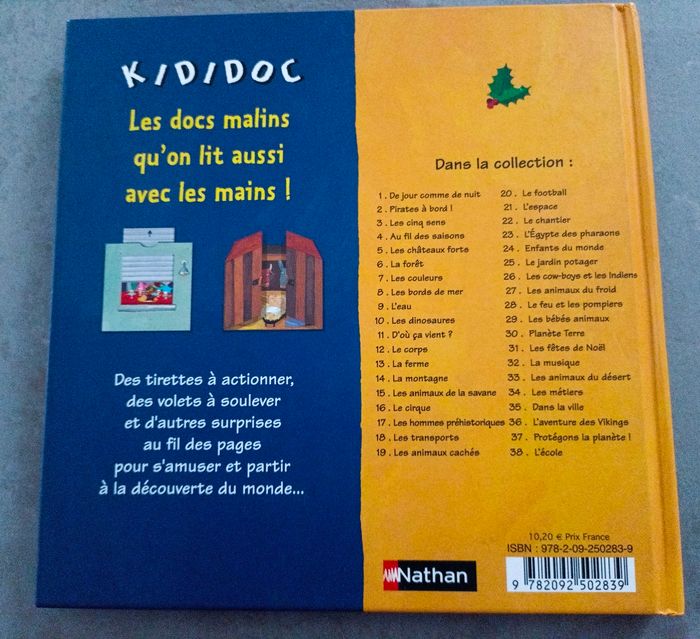 KIDIDOC
Les docs malins
qu'on lit aussi
avec les mains !
Des tirettes à actionner,
des volets à soulever
et d'autres surprises
au fil des pages
pour s'amuser et partir
à la découverte du monde...
Dans la collection :
1 . De jour comme de nuit
2 . Pirates à bord !
3 . Les cinq sens
4 . Au fil des saisons
5 . Les châteaux forts
6 . La forêt
7 . Les couleurs
8 . Les bords de mer
9 . L'eau
10 . Les dinosaures
11 . D'où ça vient ?
12 . Le corps
13 . La ferme
14 . La montagne
15 . Les animaux de la savane
16 . Le cirque
17 . Les hommes préhistoriques
18 . Les transports
19 . Les animaux cachés
20 . Le football
21 . L'espace
22 . Le chantier
23 . L'Égypte des pharaons
24 . Enfants du monde
25 . Le jardin potager
26 . Les cow-boys et les Indiens
27 . Les animaux du froid
28 . Le feu et les pompiers
29 . Les bébés animaux
30 . Planète Terre
31 . Les fêtes de Noël
32 . La musique
33 . Les animaux du désert
34 . Les métiers
35 . Dans la ville
36 . L'aventure des Vikings
37 . Protégeons la planète !
38 . L'école
10,20 € Prix France
ISBN : 978-2-09-250283-9
9 782092 502839
Nathan